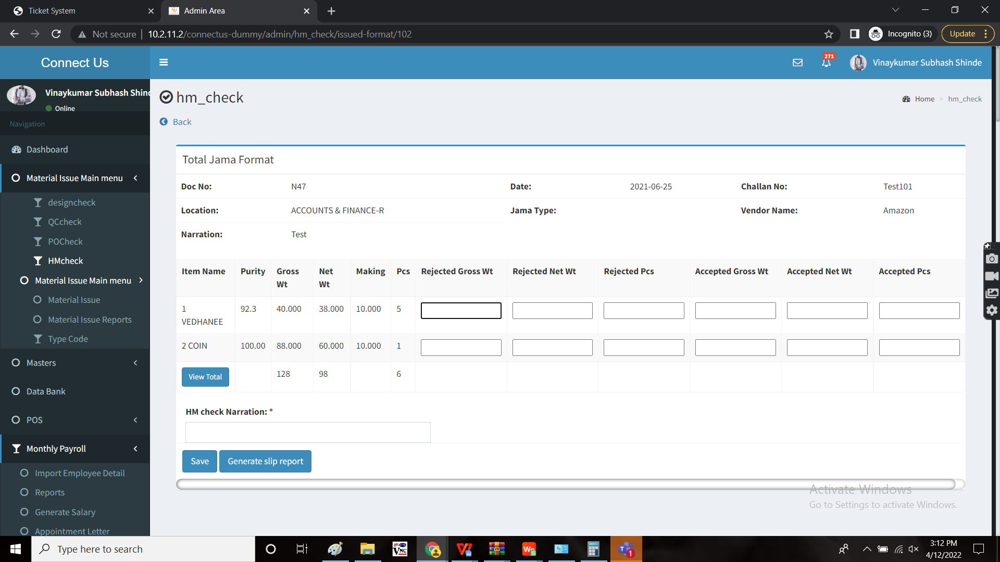 Ticket System
Admin Area
Not secure
10.2.11.2/connectus-dummy/admin/hm_check/issued-format/102
Incognito (3)
Update
Connect Us
271
Vinaykumar Subhash Shinde
Vinaykumar Subhash Shind
Online
Navigation
Dashboard
Material Issue Main menu
designcheck
QCcheck
POCheck
HMcheck
Material Issue Main menu
Material Issue
Material Issue Reports
Type Code
Masters
Data Bank
POS
Monthly Payroll
Import Employee Detail
Reports
Generate Salary
Appointment Letter
hm_check
Home > hm_check
Back
Total Jama Format
Doc No: N47 Date: 2021-06-25 Challan No: Test101
Location: ACCOUNTS & FINANCE-R Jama Type: Vendor Name: Amazon
Narration: Test
Item Name Purity Gross Wt Net Wt Making Pcs Rejected Gross Wt Rejected Net Wt Rejected Pcs Accepted Gross Wt Accepted Net Wt Accepted Pcs
1 VEDHANEE 92.3 40.000 38.000 10.000 5
2 COIN 100.00 88.000 60.000 10.000 1
View Total 128 98 6
HM check Narration: *
Save Generate slip report
Activate Windows
Go to Settings to activate Windows.
Type here to search
VNC
1
3:12 PM
4/12/2022